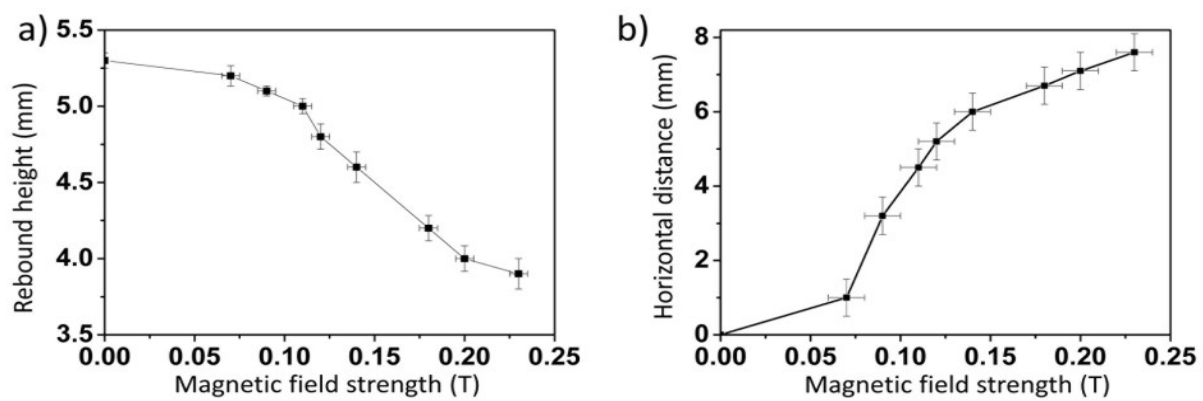 a)
Rebound height (mm)
5.5
5.0
4.5
4.0
3.5
0.00 0.05 0.10 0.15 0.20 0.25
Magnetic field strength (T)
b)
Horizontal distance (mm)
8
6
4
2
0
0.00 0.05 0.10 0.15 0.20 0.25
Magnetic field strength (T)